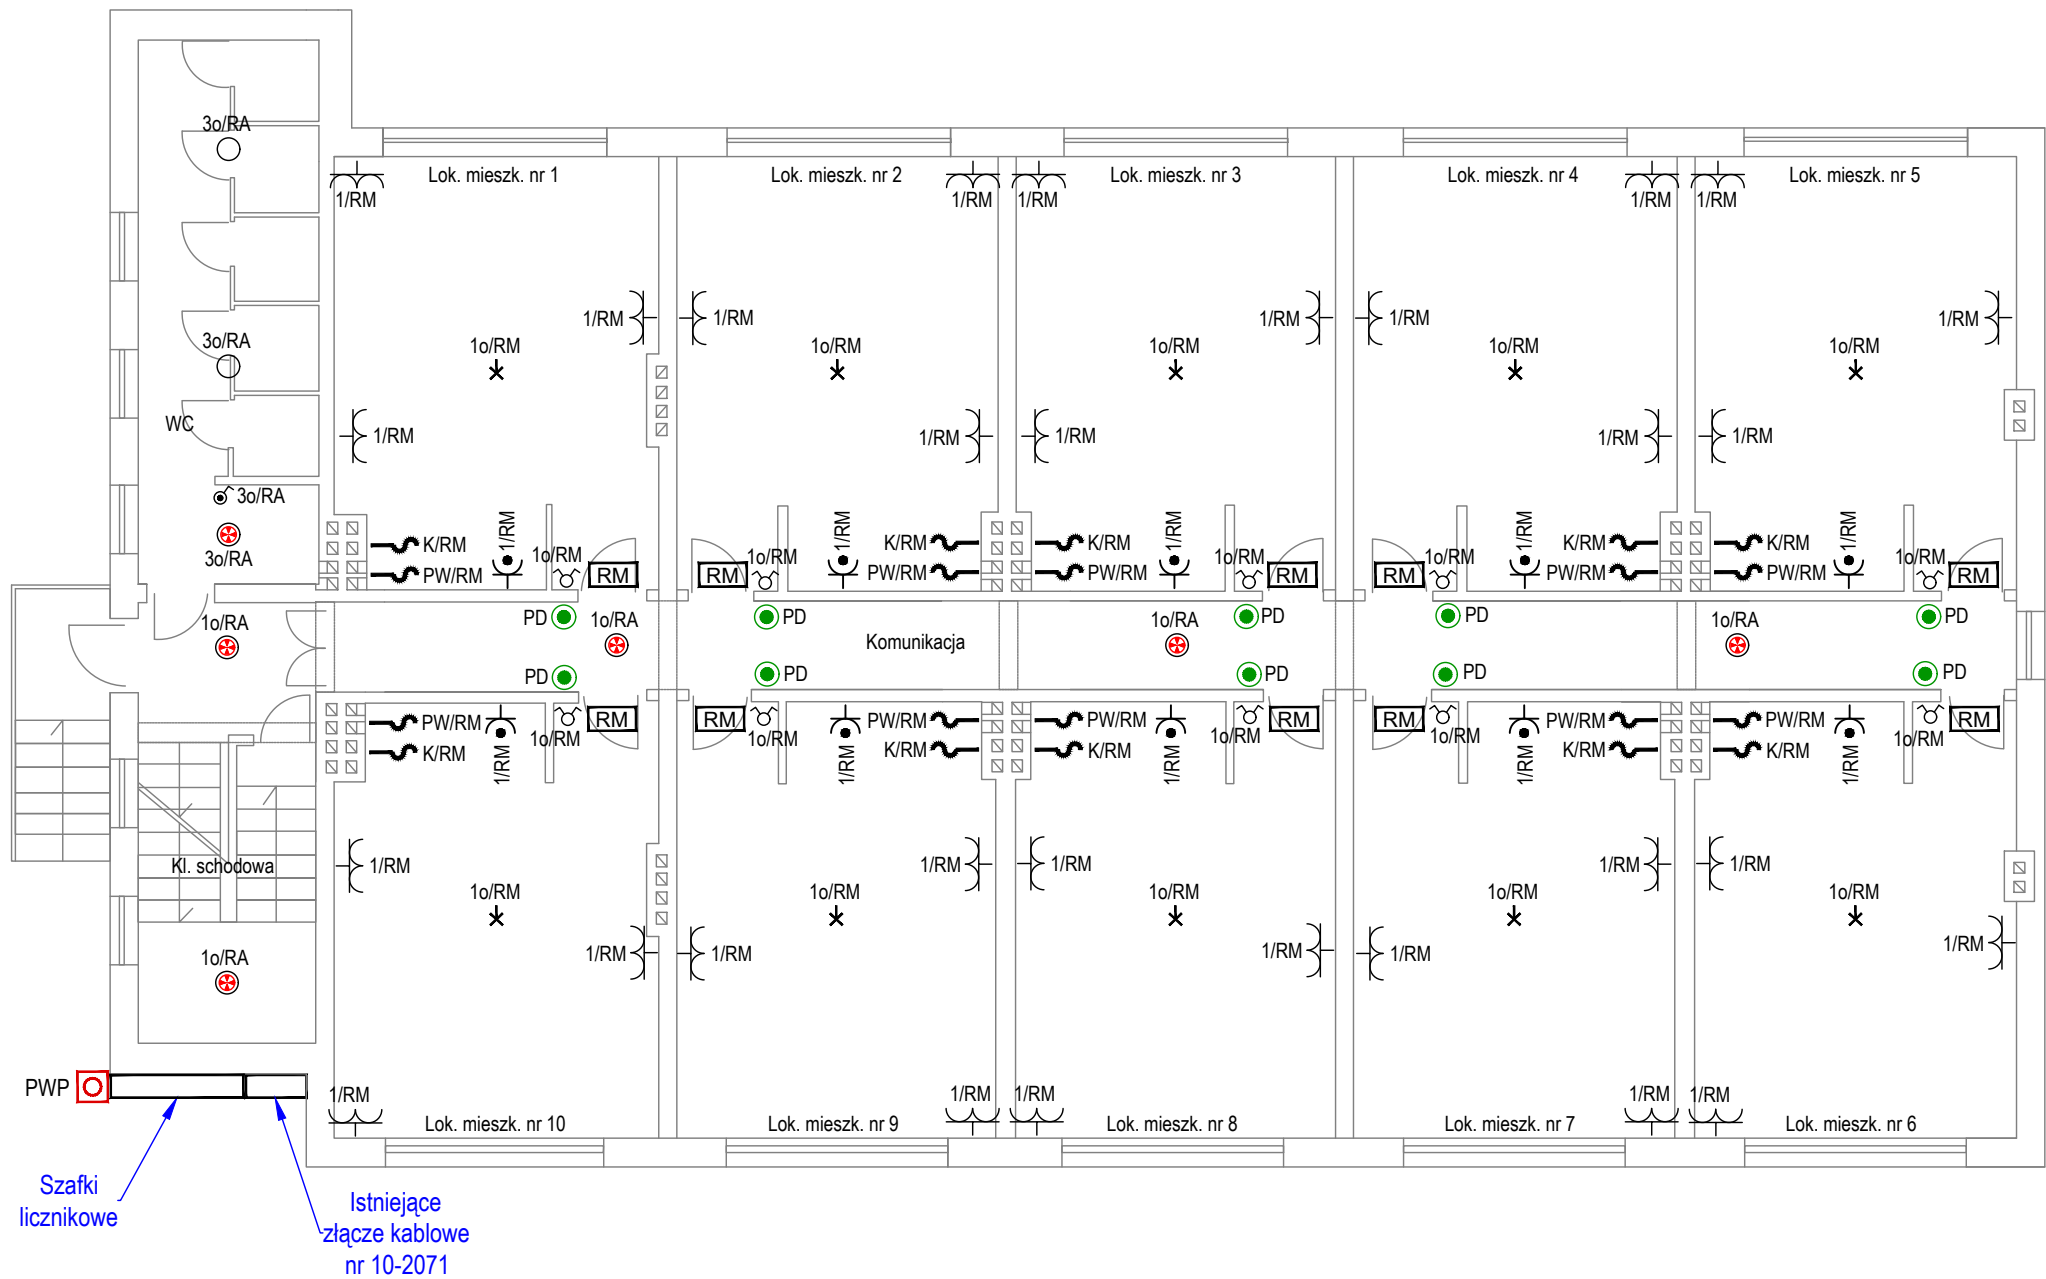 3o/RA
Lok. mieszk. nr 1
Lok. mieszk. nr 2
Lok. mieszk. nr 3
Lok. mieszk. nr 4
Lok. mieszk. nr 5
1/RM
1/RM
1/RM
1/RM
1/RM
1/RM
1/RM
1/RM
1/RM
1/RM
1/RM
3o/RA
1o/RM
1o/RM
1o/RM
1o/RM
1o/RM
WC
1/RM
1/RM
1/RM
1/RM
1/RM
3o/RA
3o/RA
K/RM
1/RM
1o/RM
RM
PW/RM
RM
1o/RM
1/RM
K/RM
PW/RM
K/RM
PW/RM
1/RM
1o/RM
RM
RM
1o/RM
1/RM
K/RM
PW/RM
K/RM
PW/RM
1/RM
1o/RM
RM
1o/RA
PD
1o/RA
PD
Komunikacja
1o/RA
PD
PD
1o/RA
PD
PD
PD
PD
PD
PD
PW/RM
K/RM
1/RM
1o/RM
RM
RM
1o/RM
1/RM
PW/RM
K/RM
PW/RM
K/RM
1/RM
1o/RM
RM
RM
1o/RM
1/RM
PW/RM
K/RM
PW/RM
K/RM
1/RM
1o/RM
RM
Kl. schodowa
1/RM
1/RM
1/RM
1/RM
1/RM
1o/RM
1o/RM
1o/RM
1o/RM
1o/RM
1o/RA
1/RM
1/RM
1/RM
1/RM
1/RM
PWP
1/RM
1/RM
1/RM
1/RM
1/RM
Lok. mieszk. nr 10
Lok. mieszk. nr 9
Lok. mieszk. nr 8
Lok. mieszk. nr 7
Lok. mieszk. nr 6
Szafki
licznikowe
Istniejące
złącze kablowe
nr 10-2071